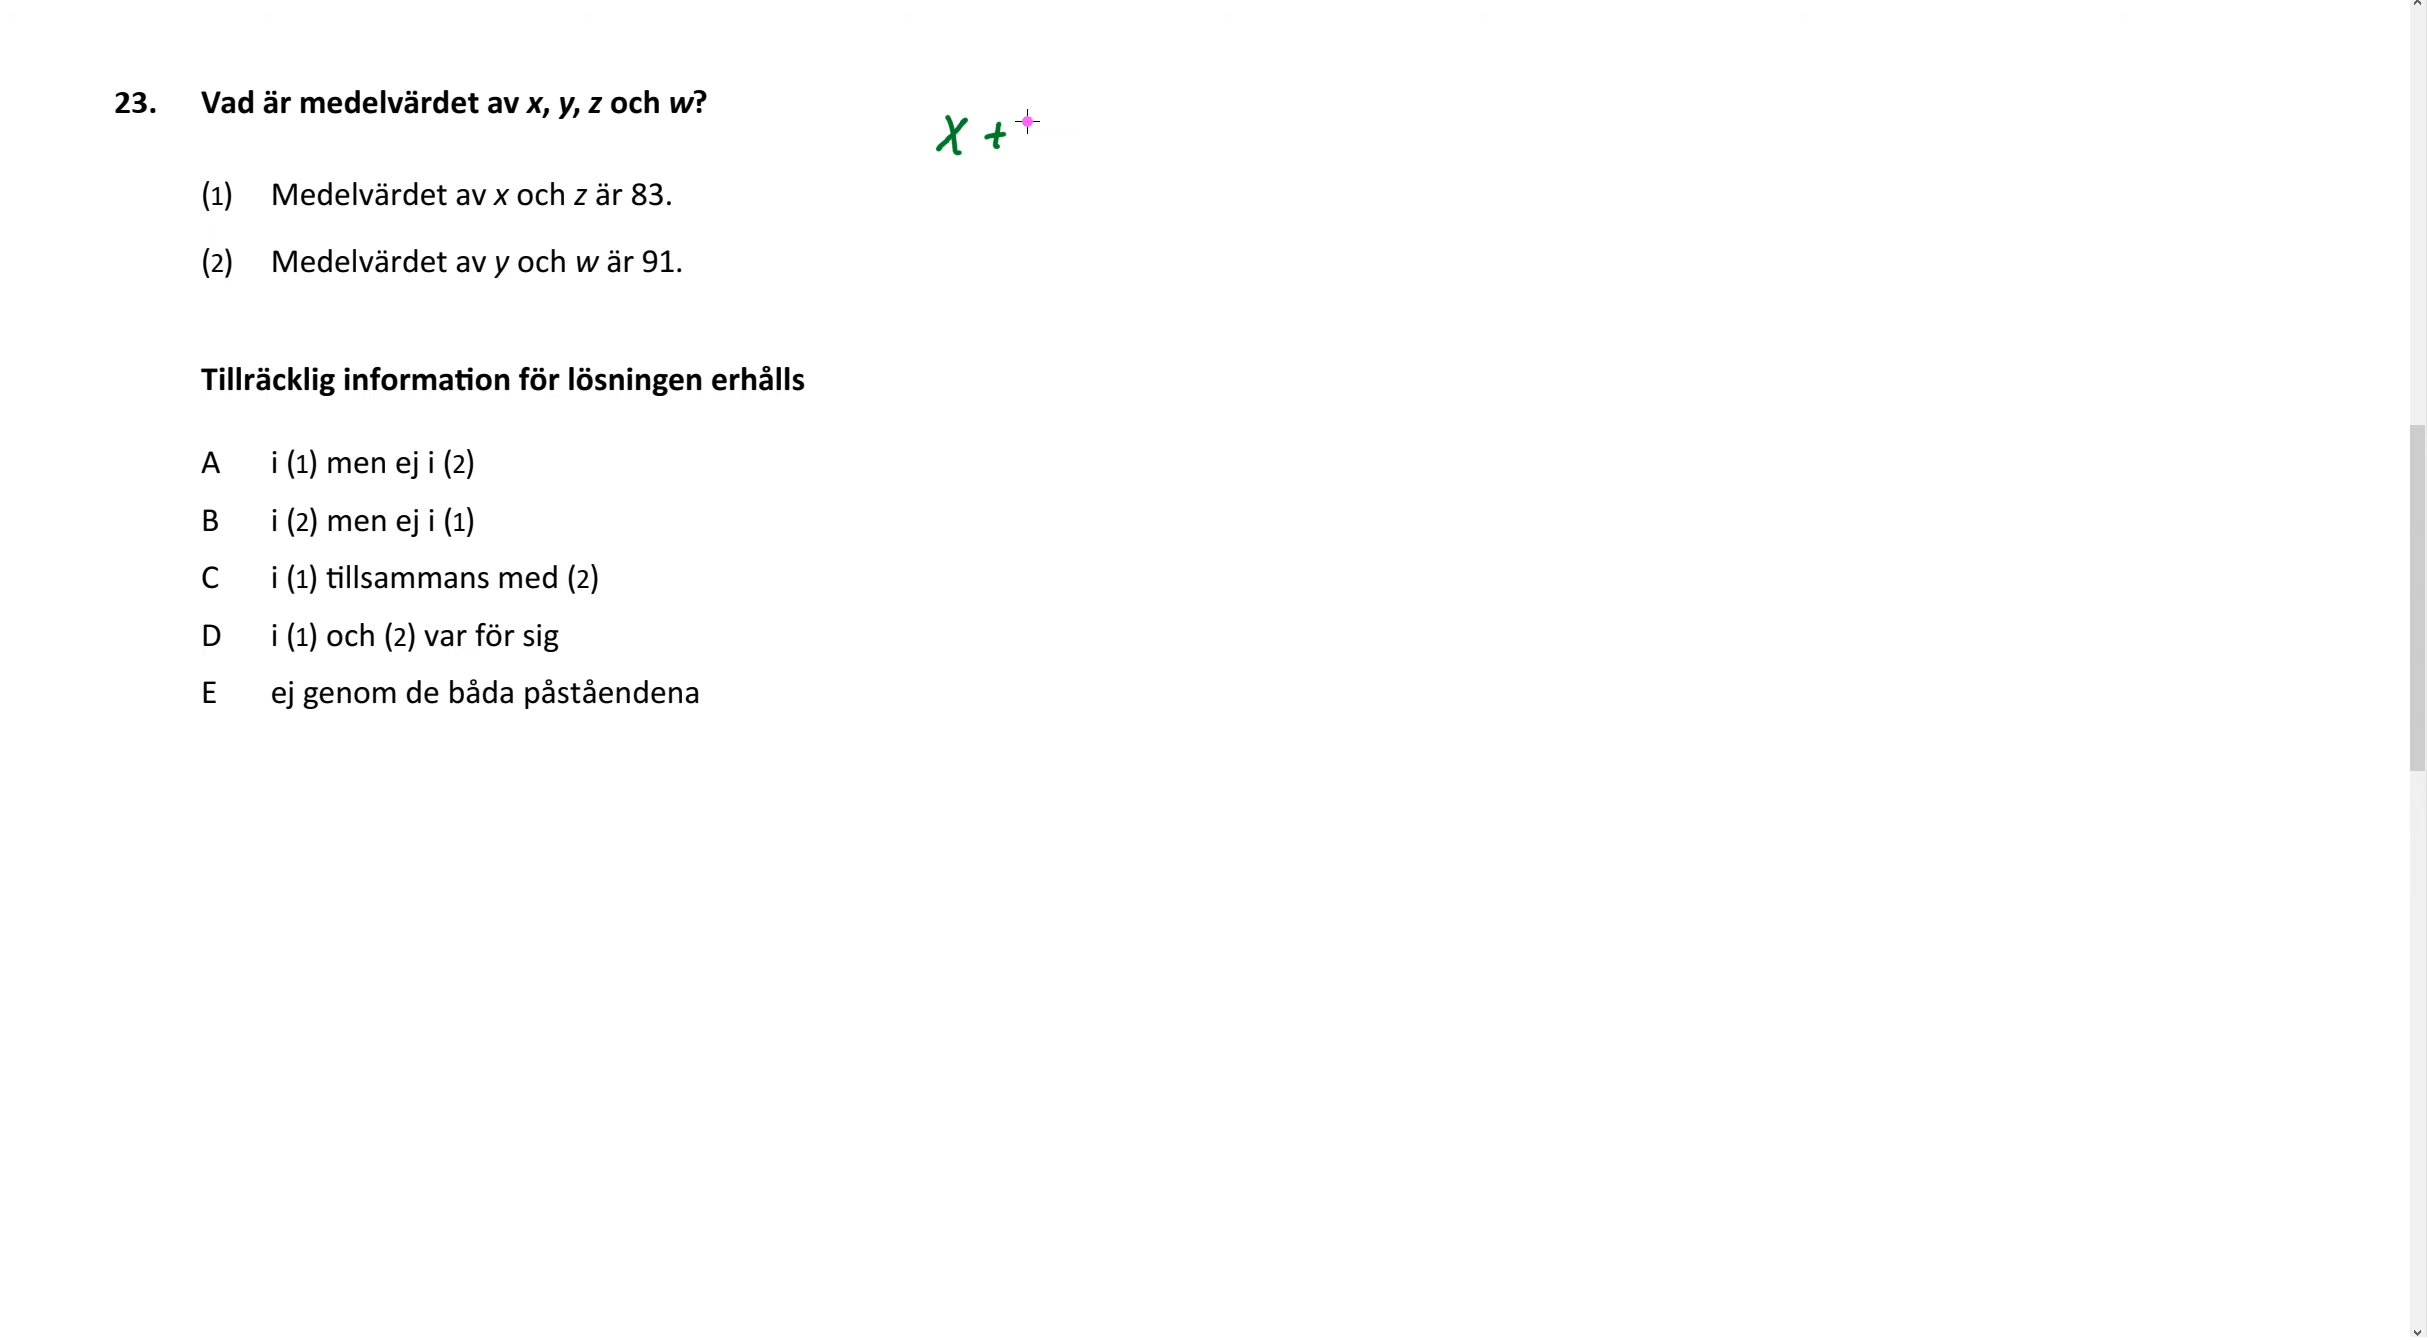 23. Vad är medelvärdet av x, y, z och w?
x +
(1) Medelvärdet av x och z är 83.
(2) Medelvärdet av y och w är 91.
Tillräcklig information för lösningen erhålls
A i (1) men ej i (2)
B i (2) men ej i (1)
C i (1) tillsammans med (2)
D i (1) och (2) var för sig
E ej genom de båda påståendena